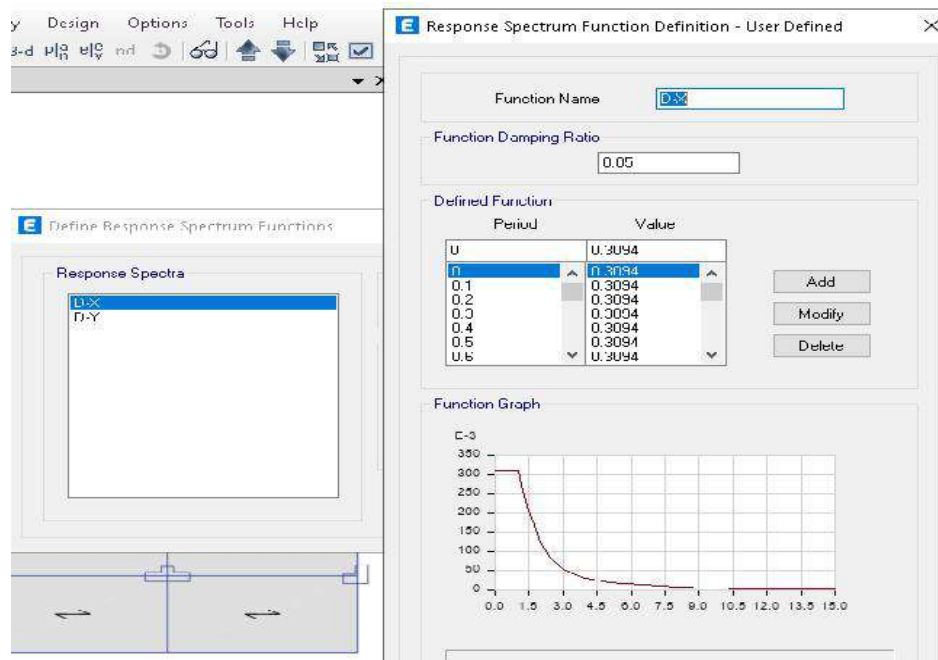 y Design Options Tools Help
3-d
nd
E Response Spectrum Function Definition - User Defined
Function Name D-X
Function Damping Ratio
0.05
Defined Function
Period Value
0 0.3094
0 0.3094
0.1 0.3094
0.2 0.3094
0.3 0.3094
0.4 0.3094
0.5 0.3094
0.6 0.3094
Add
Modify
Delete
E Define Response Spectrum Functions
Response Spectra
D-X
D-Y
Function Graph
E-3
350
300
250
200
150
100
50
0
0.0 1.5 3.0 4.5 6.0 7.5 9.0 10.5 12.0 13.5 15.0